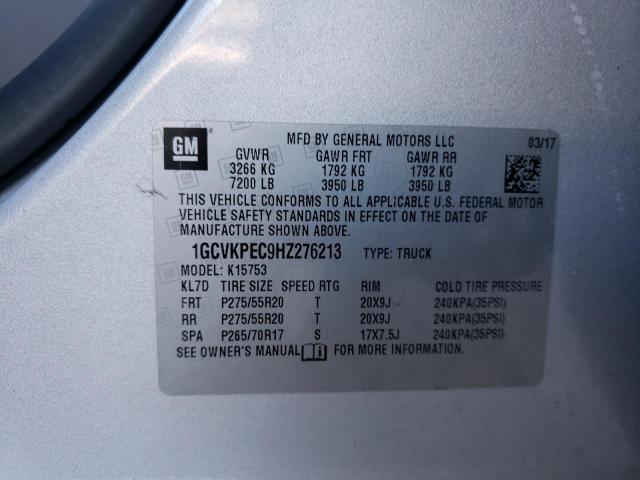 GM ®
MFD BY GENERAL MOTORS LLC 03/17
GVWR GAWR FRT GAWR RR
3266 KG 1792 KG 1792 KG
7200 LB 3950 LB 3950 LB
THIS VEHICLE CONFORMS TO ALL APPLICABLE U.S. FEDERAL MOTOR
VEHICLE SAFETY STANDARDS IN EFFECT ON THE DATE OF
MANUFACTURE SHOWN ABOVE.
1GCVKPEC9HZ276213 TYPE: TRUCK
MODEL: K15753
KL7D TIRE SIZE SPEED RTG RIM COLD TIRE PRESSURE
FRT P275/55R20 T 20X9J 240KPA(35PSI)
RR P275/55R20 T 20X9J 240KPA(35PSI)
SPA P265/70R17 S 17X7.5J 240KPA(35PSI)
SEE OWNER'S MANUAL FOR MORE INFORMATION.